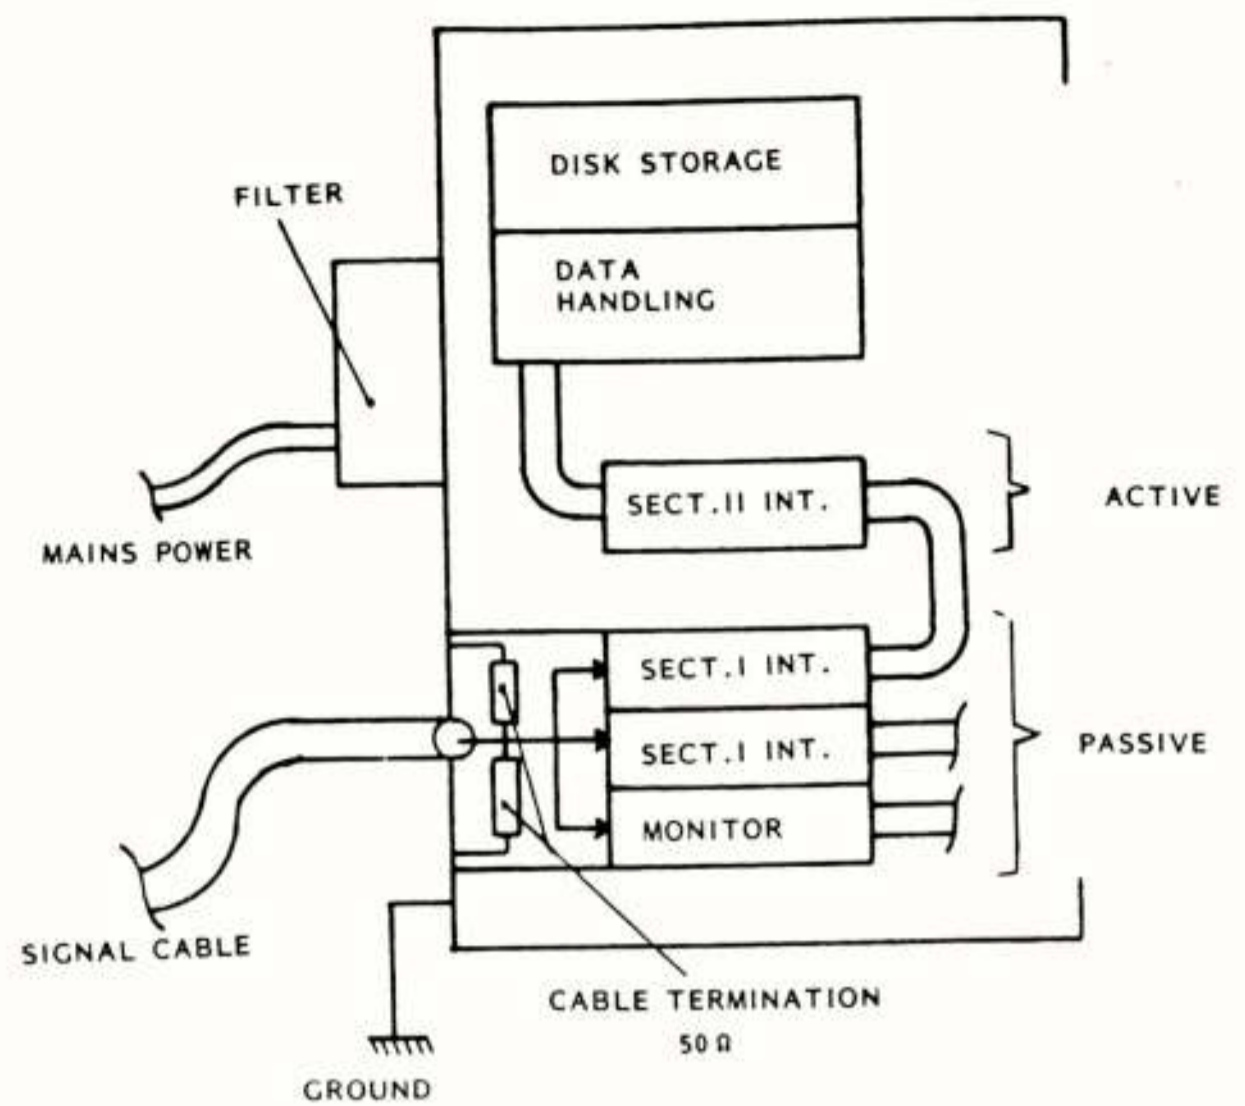 DISK STORAGE
FILTER
DATA
HANDLING
SECT.II INT.
ACTIVE
MAINS POWER
SECT.I INT.
SECT.I INT.
PASSIVE
MONITOR
SIGNAL CABLE
CABLE TERMINATION
50 Ω
GROUND